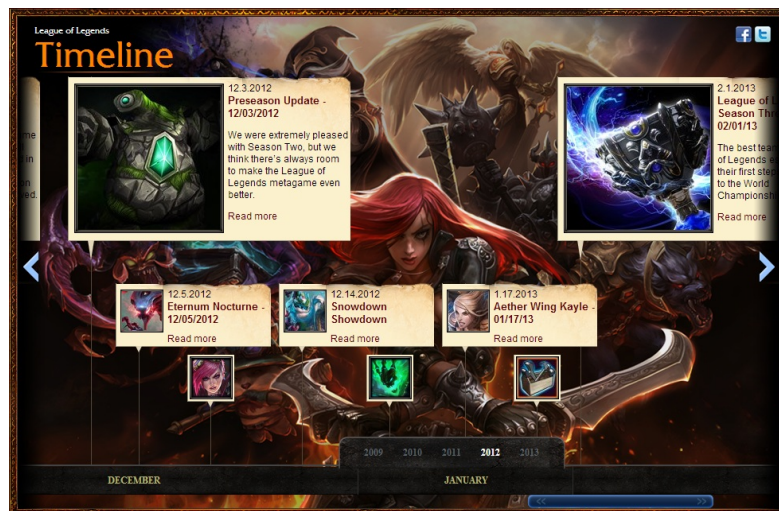 League of Legends
Timeline
12.3.2012
Preseason Update -
12/03/2012
We were extremely pleased
with Season Two, but we
think there's always room
to make the League of
Legends metagame even
better.
Read more
2.1.2013
League of
Season
02/01/13
The best
of Legends
their first
to the World
Read more
in
12.5.2012
Eternum Nocturne -
12/05/2012
Read more
12.14.2012
Snowdown
Showdown
Read more
1.17.2013
Aether Wing Kayle -
01/17/13
Read more
2009 2010 2011 2012 2013
DECEMBER JANUARY